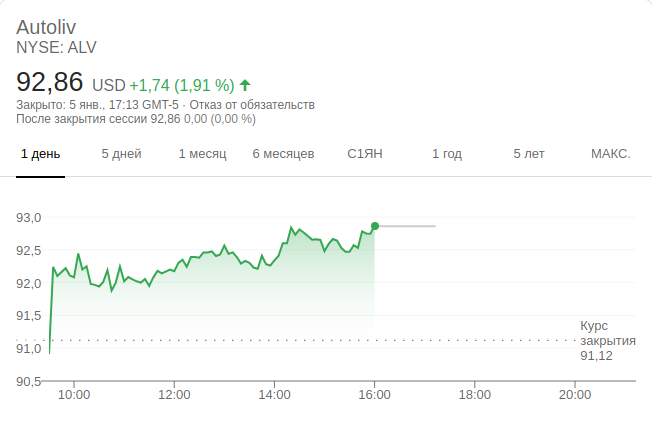 Autoliv
NYSE: ALV
92,86 USD +1,74 (1,91 %)
Закрыто: 5 янв., 17:13 GMT-5 · Отказ от обязательств
После закрытия сессии 92,86 0,00 (0,00 %)
1 день 5 дней 1 месяц 6 месяцев С1ЯН 1 год 5 лет МАКС.
93,0
92,5
92,0
91,5
Курс
закрытия
91,12
91,0
90,5
10:00 12:00 14:00 16:00 18:00 20:00